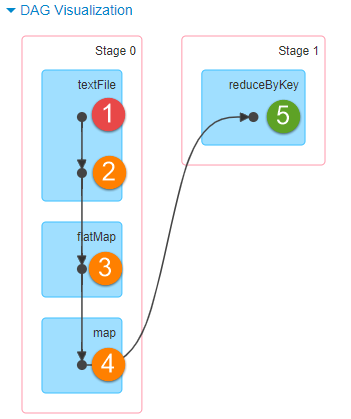 DAG Visualization
Stage 0
textFile
1
2
flatMap
3
map
4
Stage 1
reduceByKey
5